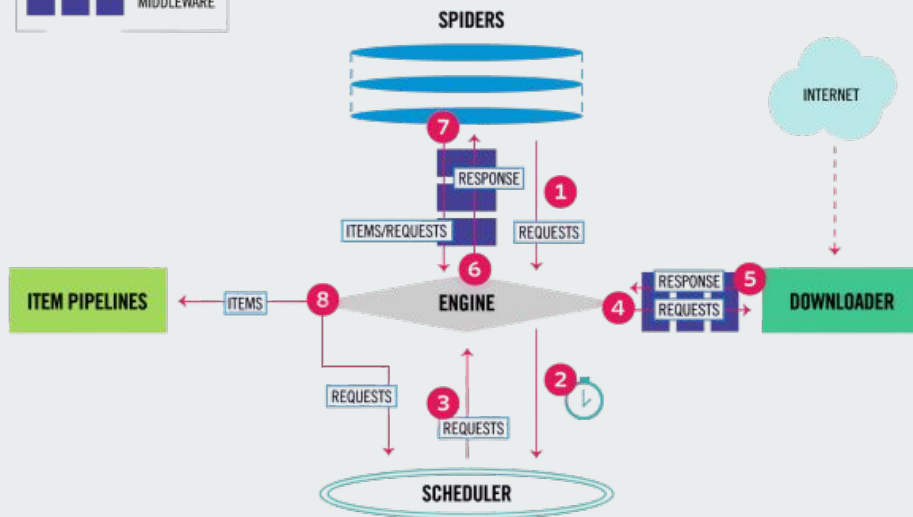 MIDDLEWARE
SPIDERS
INTERNET
7
RESPONSE
1
ITEMS/REQUESTS
REQUESTS
6
ITEM PIPELINES
ITEMS
8
ENGINE
4
RESPONSE
5
REQUESTS
DOWNLOADER
2
REQUESTS
3
REQUESTS
SCHEDULER